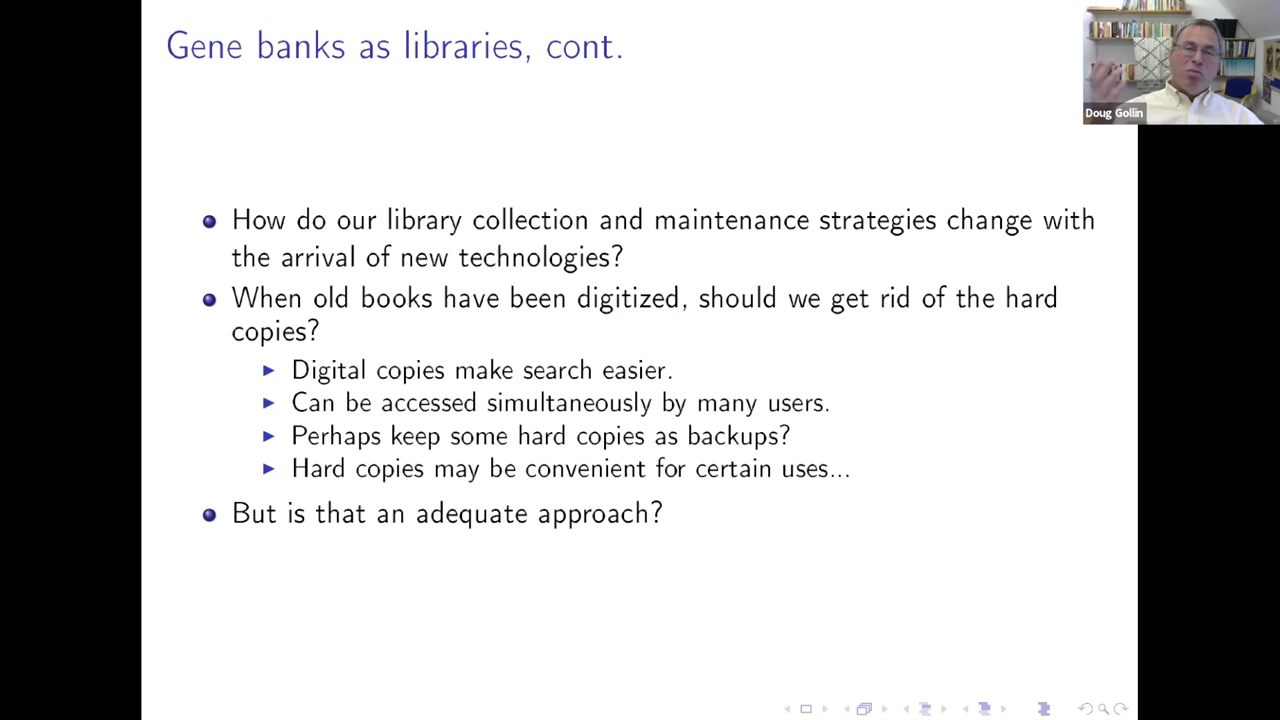 Gene banks as libraries, cont.
Doug Gollin
How do our library collection and maintenance strategies change with
the arrival of new technologies?
When old books have been digitized, should we get rid of the hard
copies?
Digital copies make search easier.
Can be accessed simultaneously by many users.
Perhaps keep some hard copies as backups?
Hard copies may be convenient for certain uses...
But is that an adequate approach?